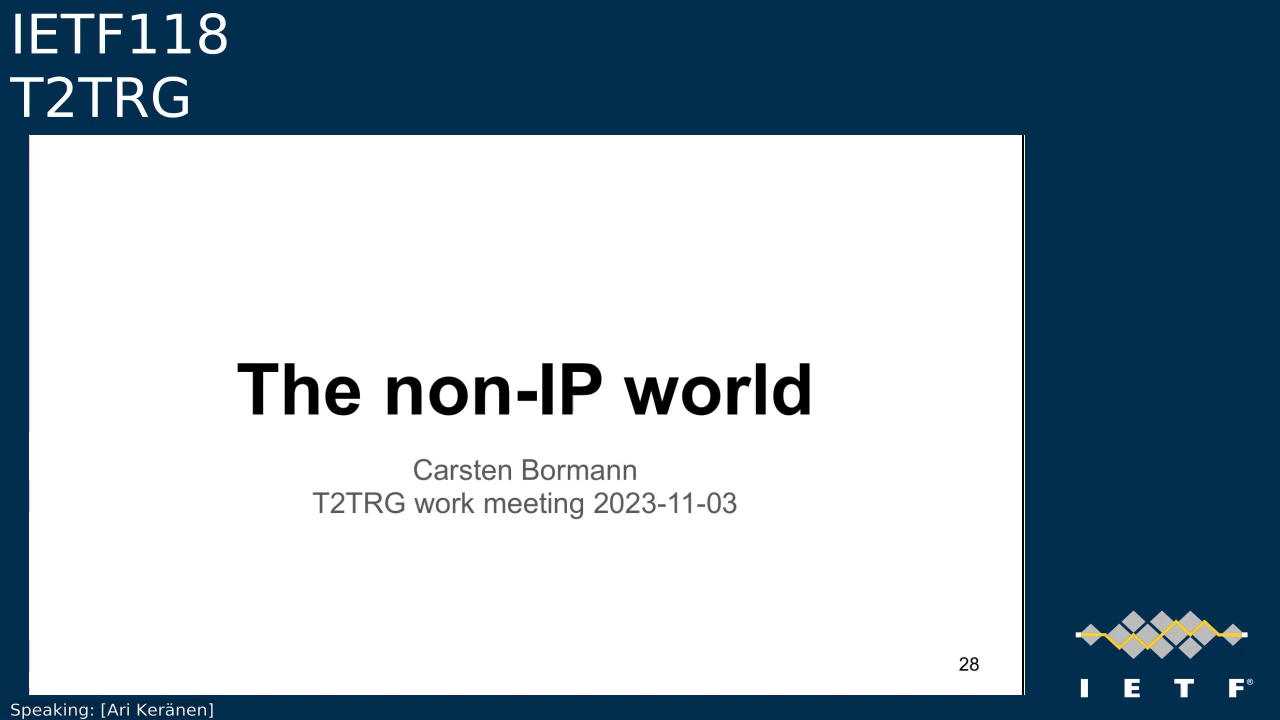 IETF118
T2TRG
The non-IP world
Carsten Bormann
T2TRG work meeting 2023-11-03
28
I E T F®
Speaking: [Ari Keränen]